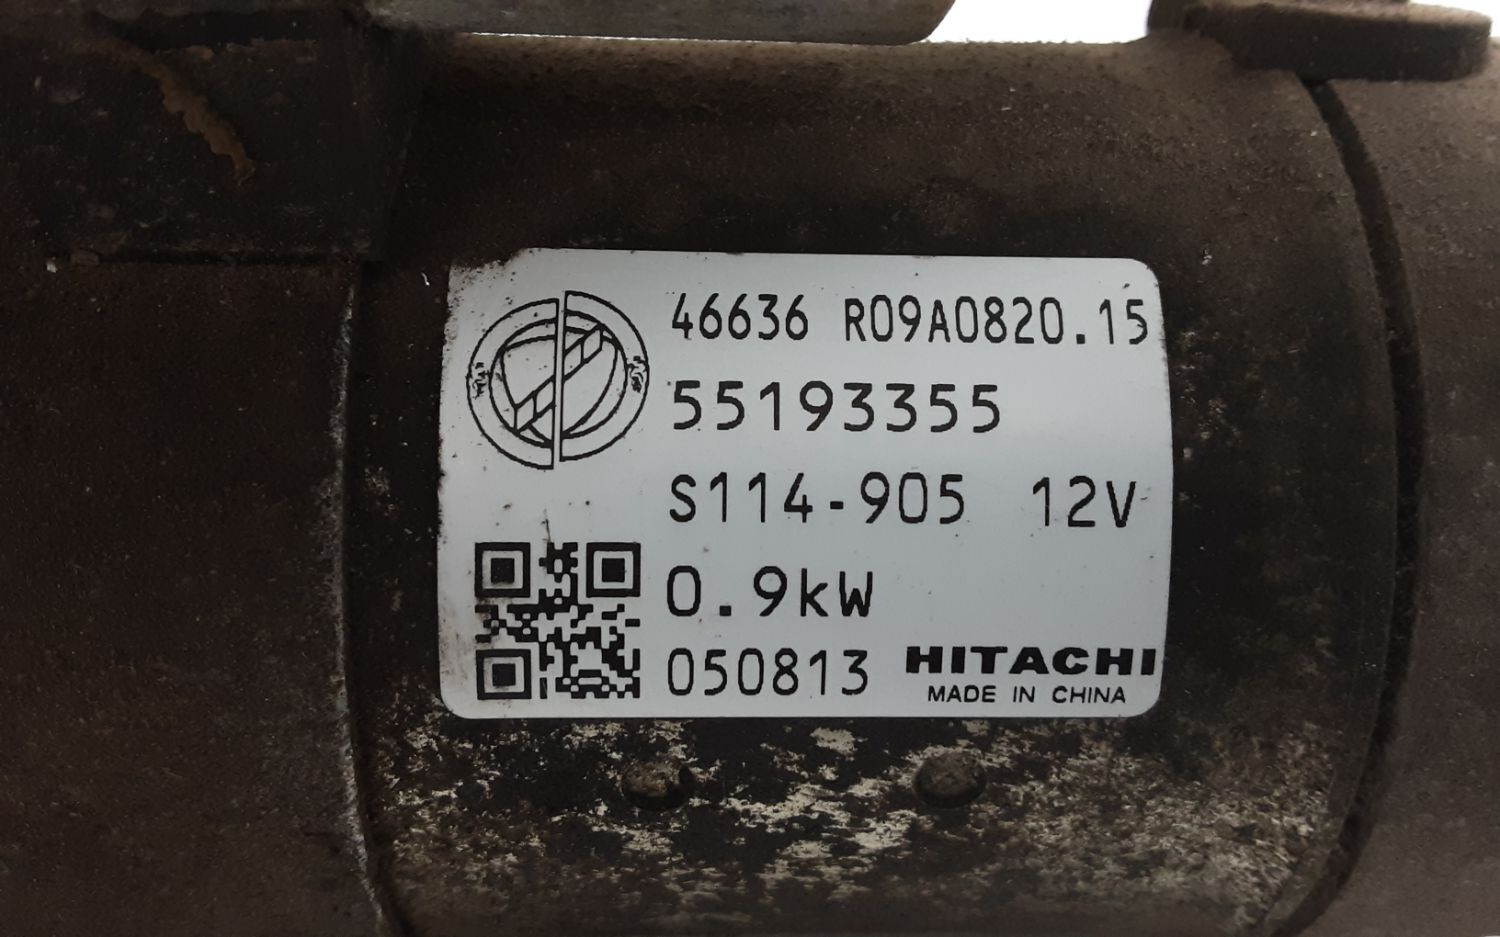 46636 R09A0820.15
55193355
S114-905 12V
0.9kW
050813 HITACHI
MADE IN CHINA